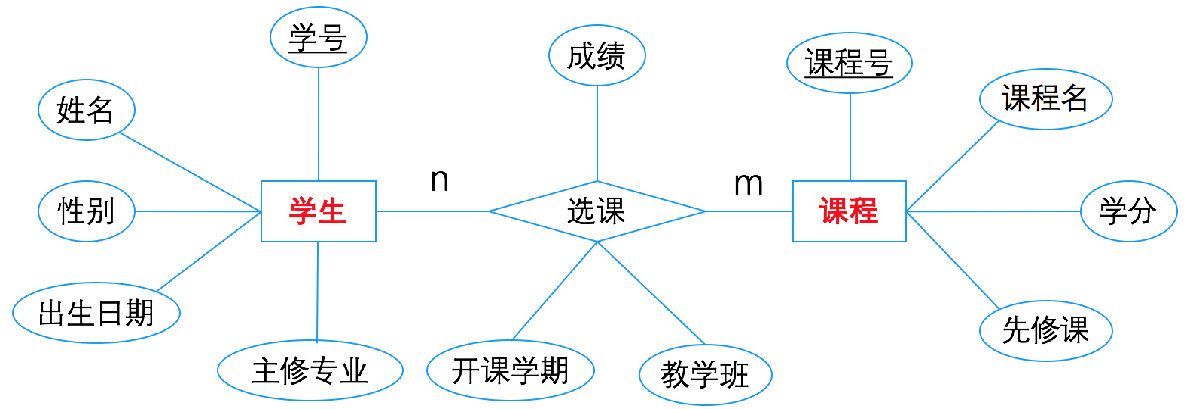 学号
成绩
课程号
课程名
姓名
n
m
性别
学生
选课
课程
学分
出生日期
先修课
主修专业
开课学期
教学班